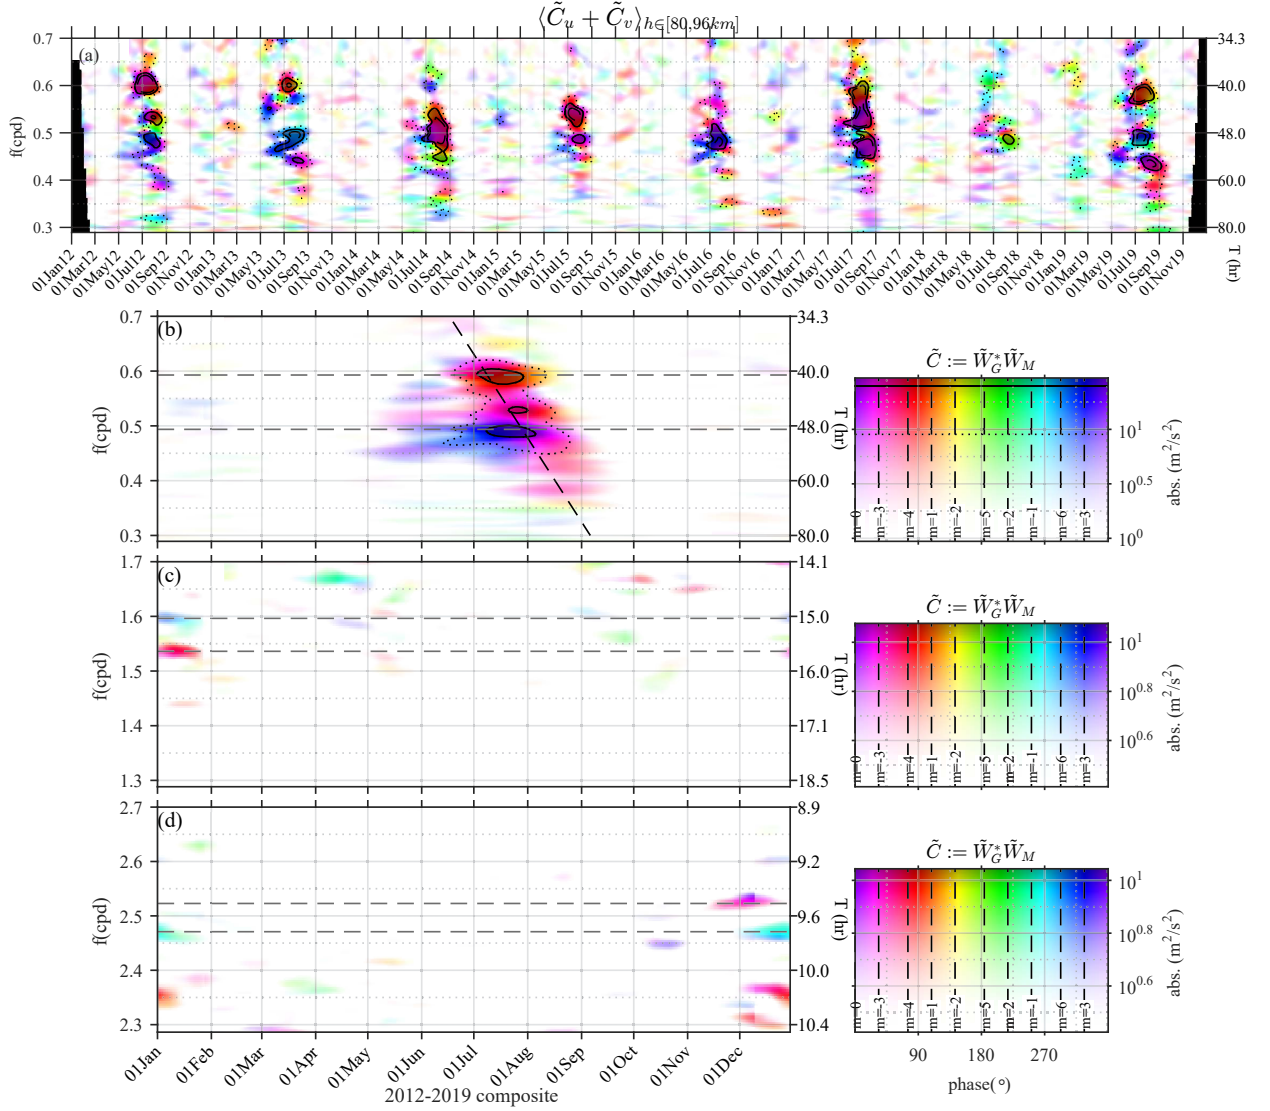 ⟨C̃_u + C̃_v⟩_{h∈[80,96km]}
(a)
f(cpd)
0.7
0.6
0.5
0.4
0.3
34.3
40.0
48.0
60.0
80.0
T (hr)
01Jan12
01Mar12
01May12
01Jul12
01Sep12
01Nov12
01Jan13
01Mar13
01May13
01Jul13
01Sep13
01Nov13
01Jan14
01Mar14
01May14
01Jul14
01Sep14
01Nov14
01Jan15
01Mar15
01May15
01Jul15
01Sep15
01Nov15
01Jan16
01Mar16
01May16
01Jul16
01Sep16
01Nov16
01Jan17
01Mar17
01May17
01Jul17
01Sep17
01Nov17
01Jan18
01Mar18
01May18
01Jul18
01Sep18
01Nov18
01Jan19
01Mar19
01May19
01Jul19
01Sep19
01Nov19
(b)
f(cpd)
0.7
0.6
0.5
0.4
0.3
34.3
40.0
48.0
60.0
80.0
T (hr)
C̃ := W̃*_G W̃_M
m=0
m=-3
m=4
m=1
m=-2
m=5
m=2
m=-1
m=6
m=3
10^1
10^0.5
10^0
abs. (m²/s²)
(c)
f(cpd)
1.7
1.6
1.5
1.4
1.3
14.1
15.0
16.0
17.1
18.5
T (hr)
C̃ := W̃*_G W̃_M
m=0
m=-3
m=4
m=1
m=-2
m=5
m=2
m=-1
m=6
m=3
10^1
10^0.8
10^0.6
abs. (m²/s²)
(d)
f(cpd)
2.7
2.6
2.5
2.4
2.3
8.9
9.2
9.6
10.0
10.4
T (hr)
C̃ := W̃*_G W̃_M
m=0
m=-3
m=4
m=1
m=-2
m=5
m=2
m=-1
m=6
m=3
10^1
10^0.8
10^0.6
abs. (m²/s²)
01Jan
01Feb
01Mar
01Apr
01May
01Jun
01Jul
01Aug
01Sep
01Oct
01Nov
01Dec
2012-2019 composite
90
180
270
phase(°)